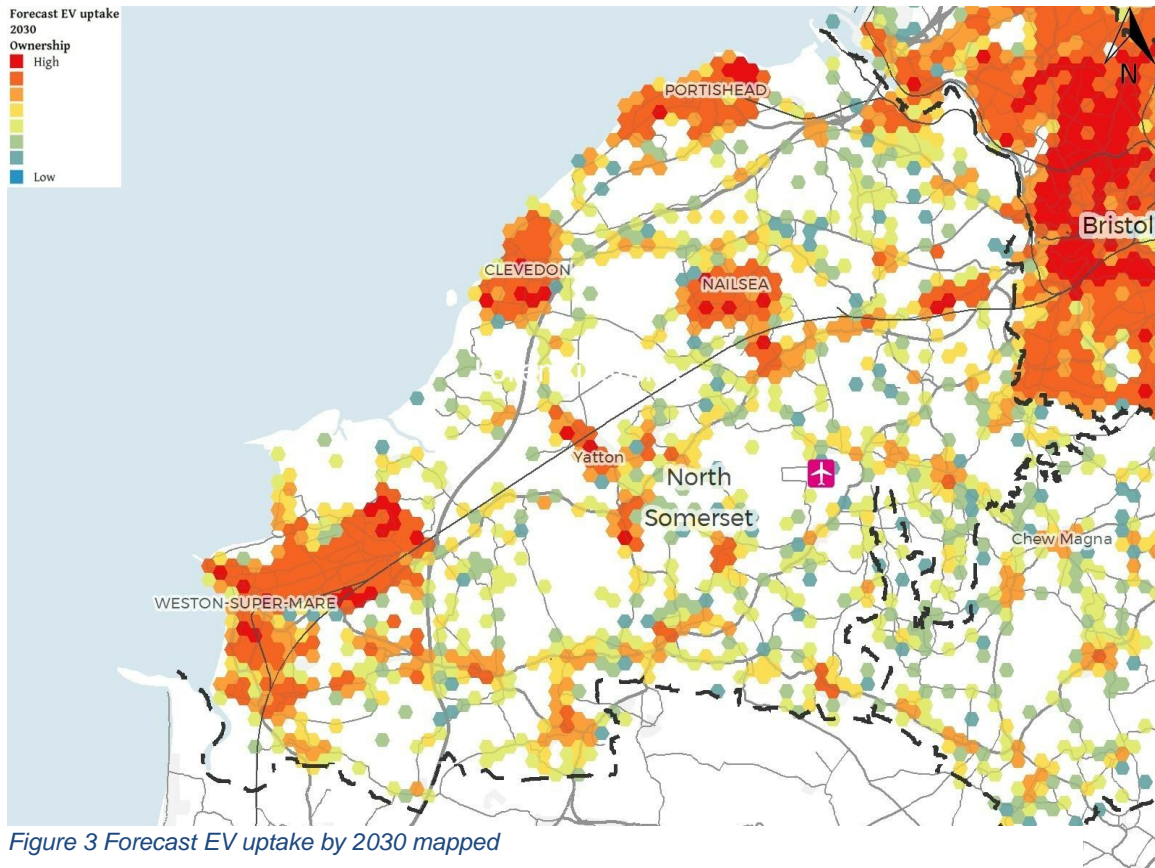 Forecast EV uptake
2030
Ownership
High
Low
N
PORTISHEAD
Bristol
CLEVEDON
NAILSEA
Yatton
North
Somerset
Chew Magna
WESTON-SUPER-MARE
Figure 3 Forecast EV uptake by 2030 mapped